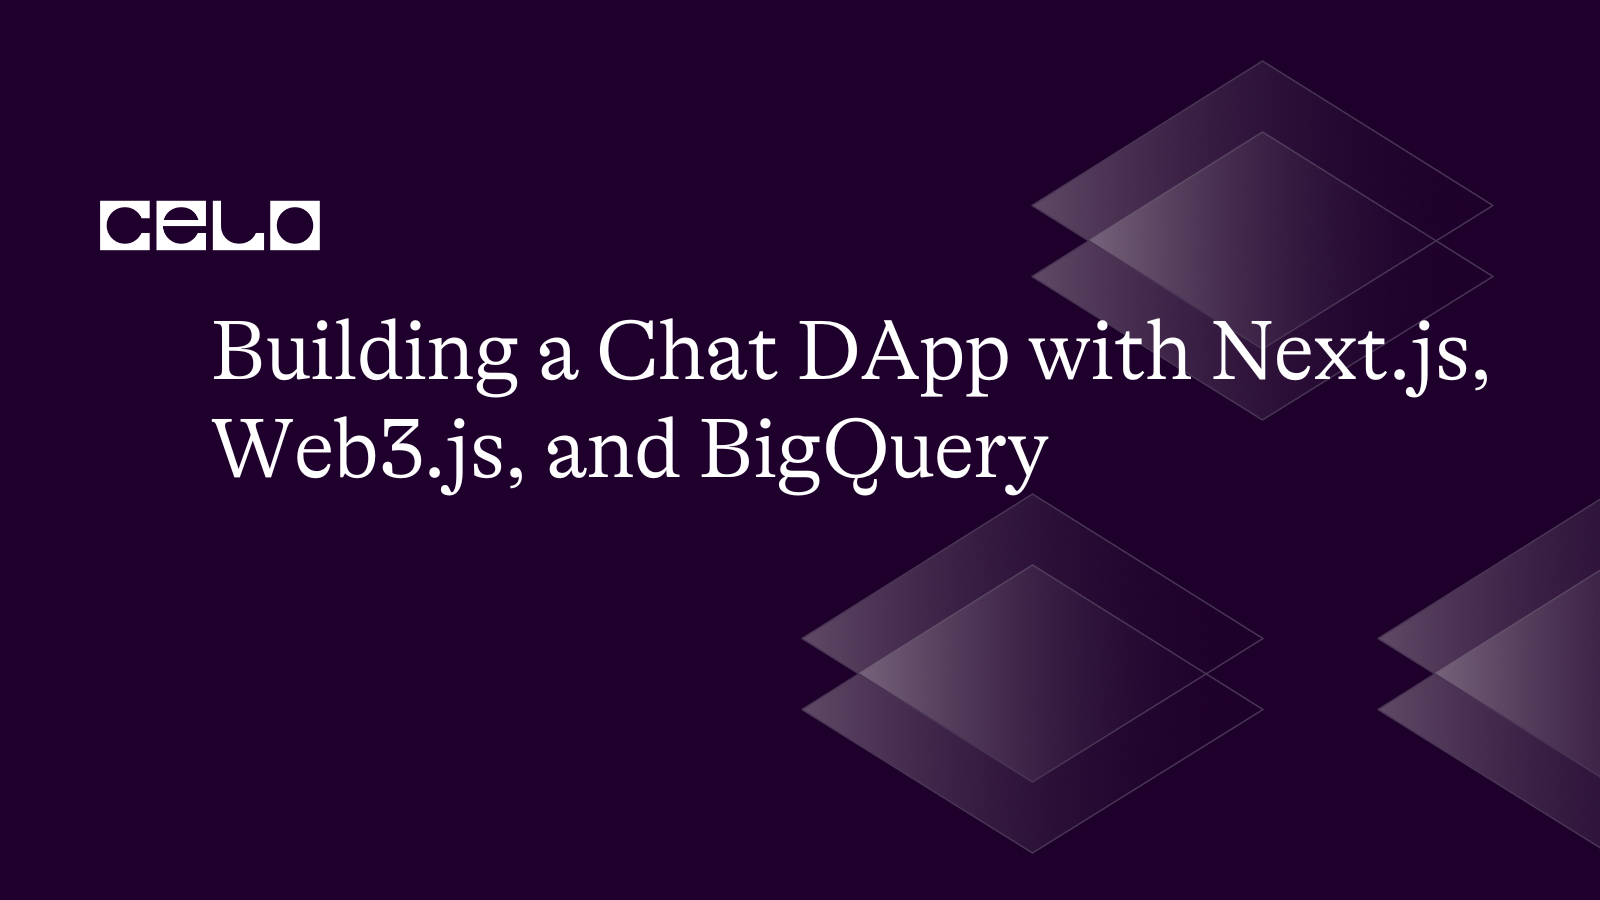 CELO
Building a Chat DApp with Next.js,
Web3.js, and BigQuery